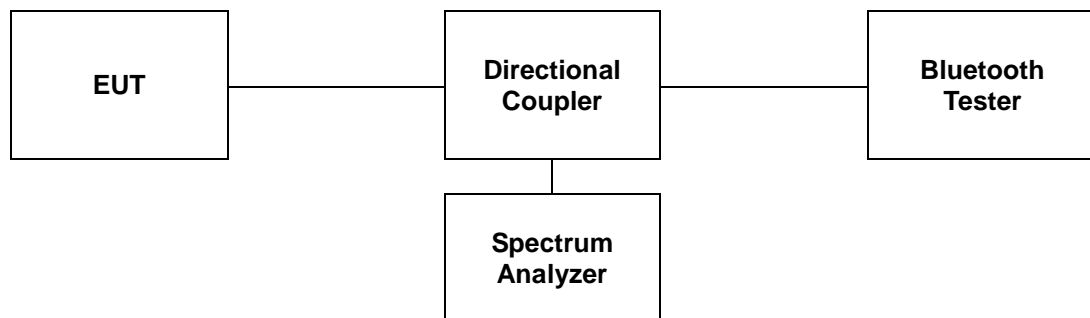 EUT
Directional
Coupler
Bluetooth
Tester
Spectrum
Analyzer